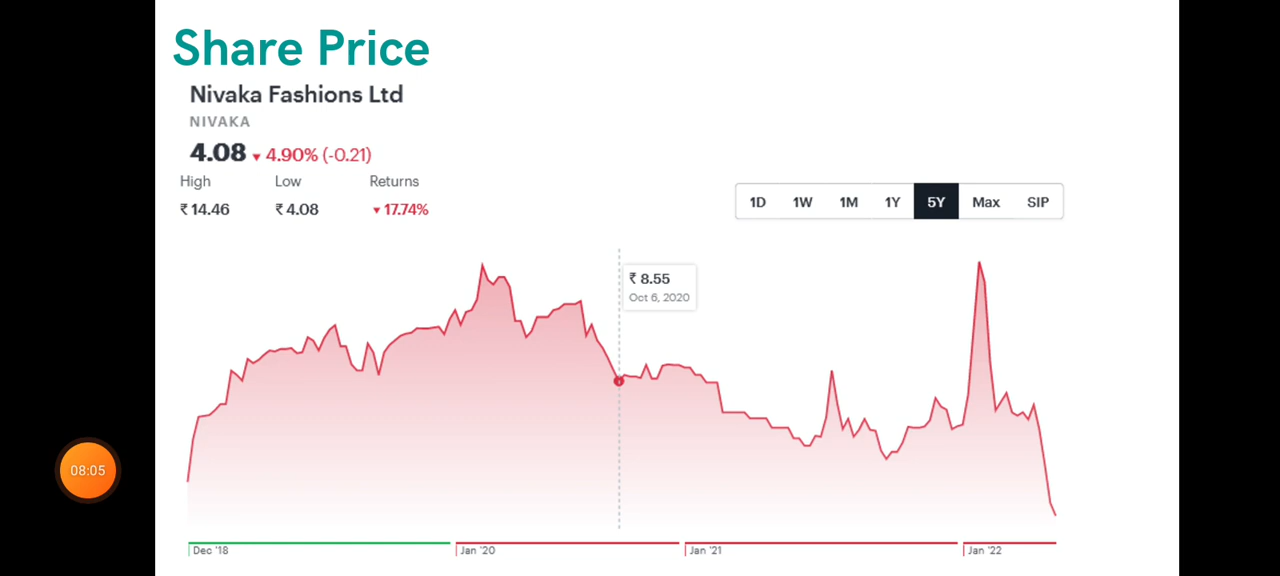 Share Price
Nivaka Fashions Ltd
NIVAKA
4.08 ▼ 4.90% (-0.21)
High Low Returns
₹ 14.46 ₹ 4.08 ▼ 17.74%
1D 1W 1M 1Y 5Y Max SIP
₹ 8.55
Oct 6, 2020
08:05
Dec '18 Jan '20 Jan '21 Jan '22